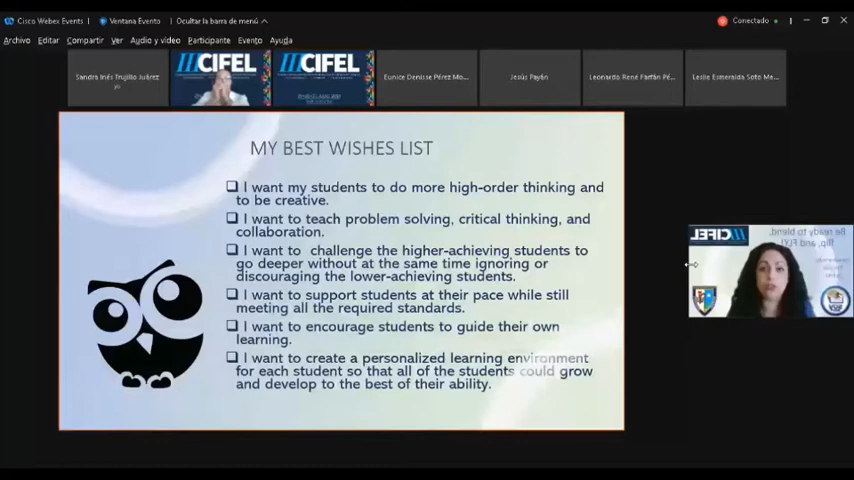 Cisco Webex Events
Ventana Evento
Ocultar la barra de menú
Conectado
Archivo Editar Compartir Ver Audio y vídeo Participante Evento Ayuda
Sandra Inés Trujillo Juárez
yo
CIFEL
CIFEL
Eunice Denisse Pérez Mo...
Jesús Payán
Leonardo René Farfán Pé...
Leslie Esmeralda Soto Me...
MY BEST WISHES LIST
I want my students to do more high-order thinking and
to be creative.
I want to teach problem solving, critical thinking, and
collaboration.
I want to challenge the higher-achieving students to
go deeper without at the same time ignoring or
discouraging the lower-achieving students.
I want to support students at their pace while still
meeting all the required standards.
I want to encourage students to guide their own
learning.
I want to create a personalized learning environment
for each student so that all of the students could grow
and develop to the best of their ability.
CIFEL
Be ready to blend,
flip, and FLY!